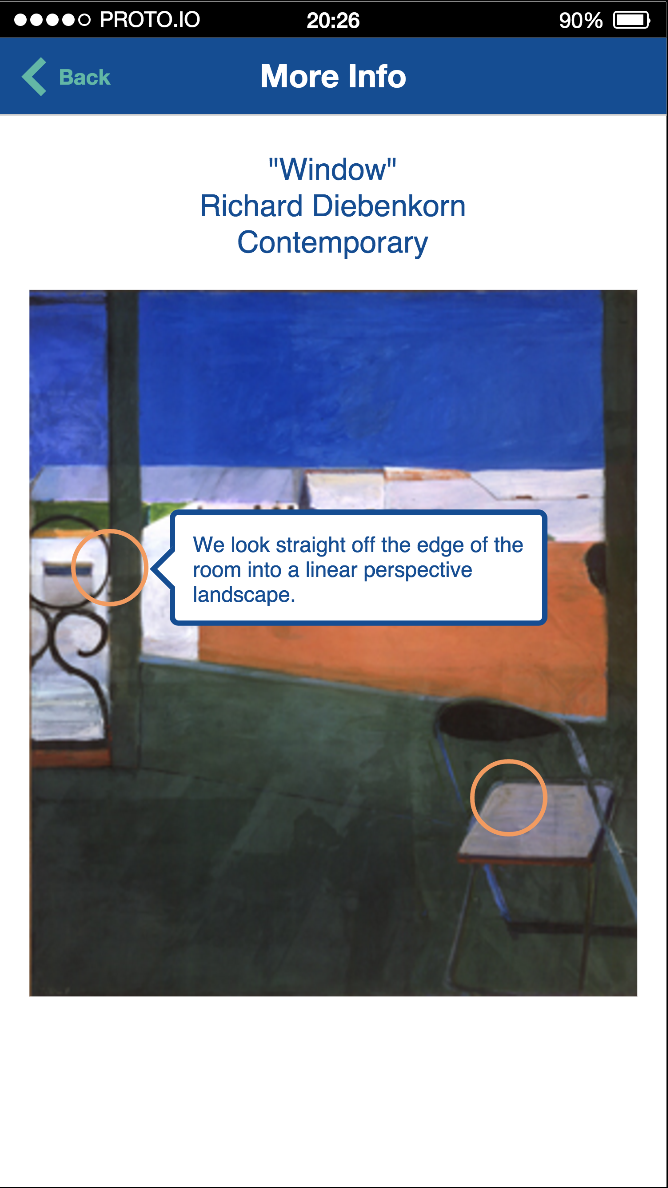 PROTO.IO 20:26 90%
Back More Info
"Window"
Richard Diebenkorn
Contemporary
We look straight off the edge of the
room into a linear perspective
landscape.